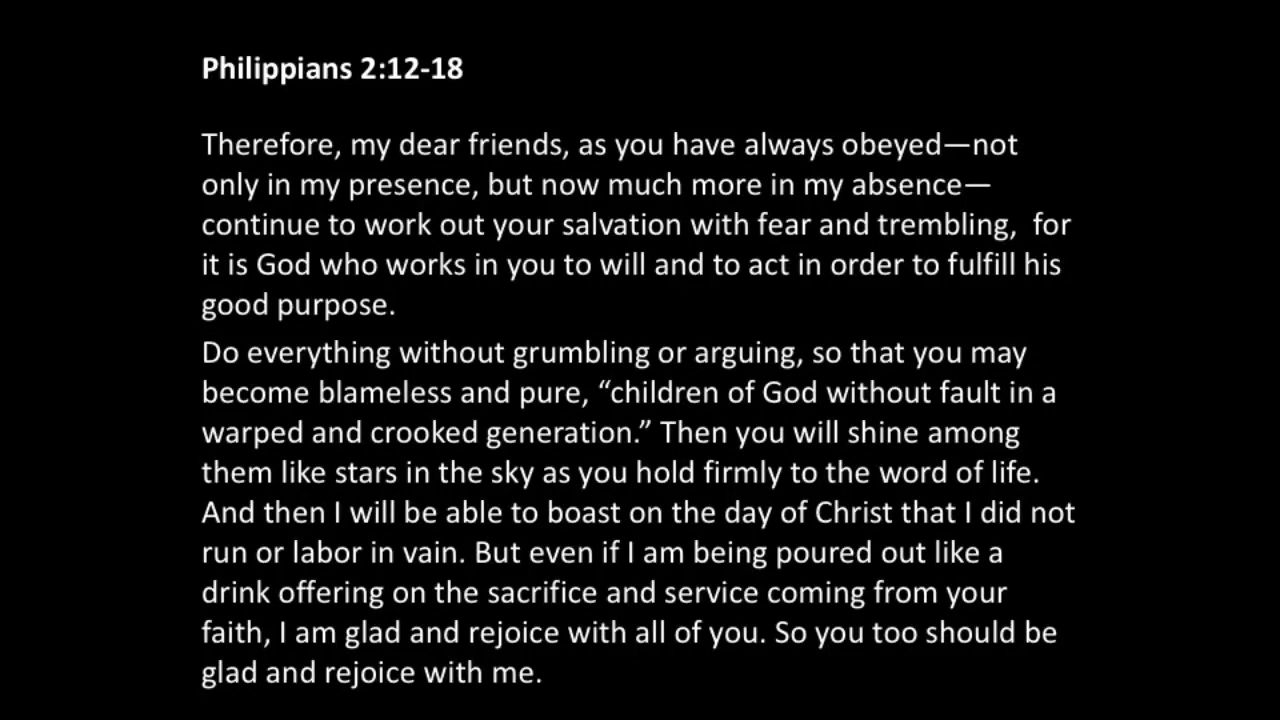 Philippians 2:12-18
Therefore, my dear friends, as you have always obeyed—not
only in my presence, but now much more in my absence—
continue to work out your salvation with fear and trembling,  for
it is God who works in you to will and to act in order to fulfill his
good purpose.
Do everything without grumbling or arguing, so that you may
become blameless and pure, “children of God without fault in a
warped and crooked generation.” Then you will shine among
them like stars in the sky as you hold firmly to the word of life.
And then I will be able to boast on the day of Christ that I did not
run or labor in vain. But even if I am being poured out like a
drink offering on the sacrifice and service coming from your
faith, I am glad and rejoice with all of you. So you too should be
glad and rejoice with me.